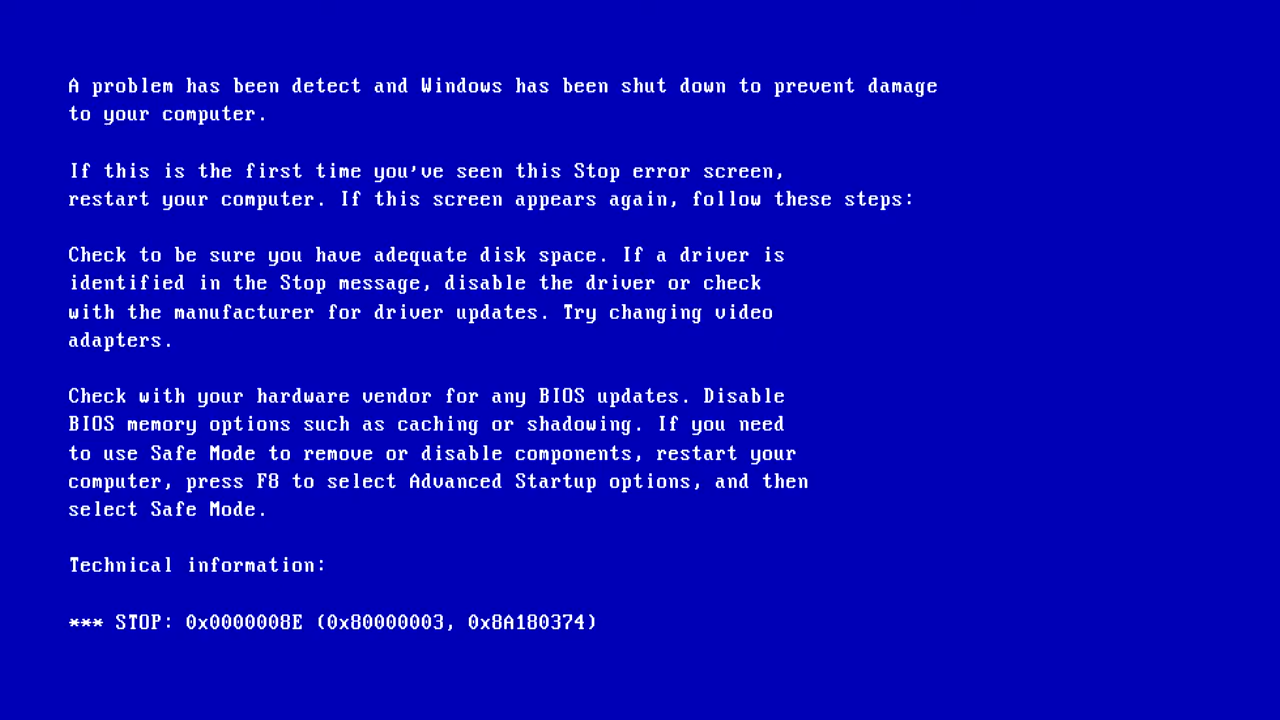 A problem has been detect and Windows has been shut down to prevent damage
to your computer.
If this is the first time you've seen this Stop error screen,
restart your computer. If this screen appears again, follow these steps:
Check to be sure you have adequate disk space. If a driver is
identified in the Stop message, disable the driver or check
with the manufacturer for driver updates. Try changing video
adapters.
Check with your hardware vendor for any BIOS updates. Disable
BIOS memory options such as caching or shadowing. If you need
to use Safe Mode to remove or disable components, restart your
computer, press F8 to select Advanced Startup options, and then
select Safe Mode.
Technical information:
*** STOP: 0x0000008E (0x80000003, 0x8A180374)